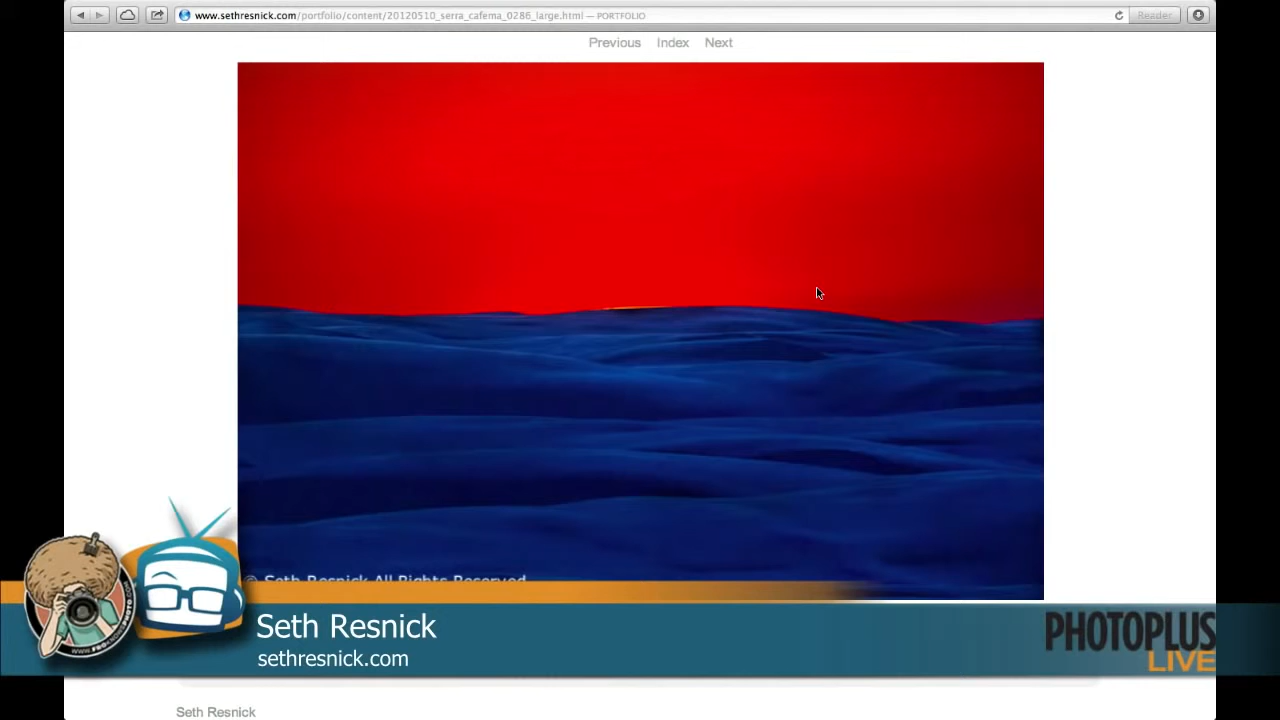 www.sethresnick.com/portfolio/content/20120510_serra_cafema_0286_large.html — PORTFOLIO
Reader
Previous Index Next
© Seth Resnick All Rights Reserved
Seth Resnick
sethresnick.com
PHOTOPLUS
LIVE
Seth Resnick